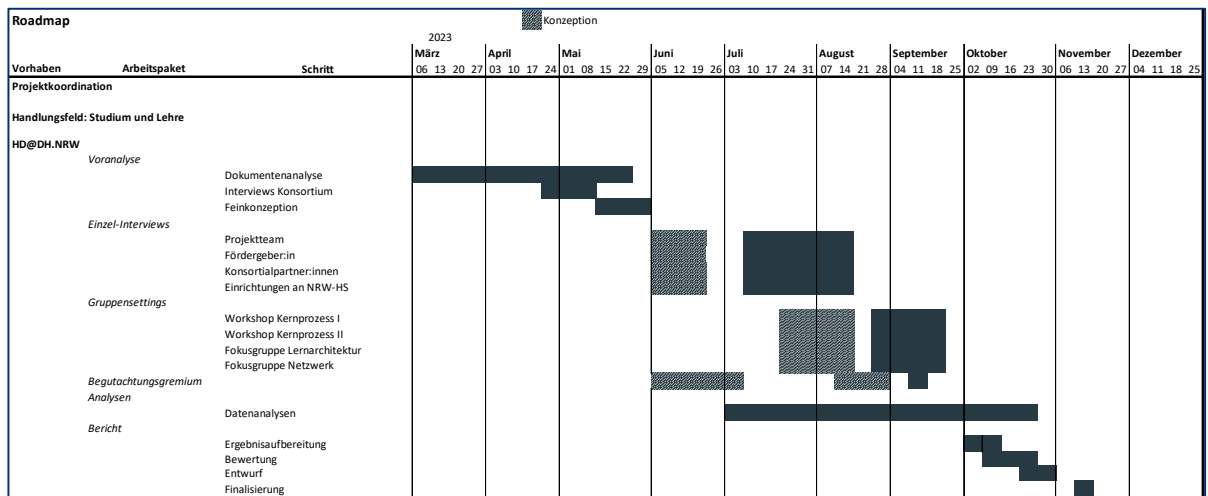 Roadmap Konzeption
2023
März April Mai Juni Juli August September Oktober November Dezember
Vorhaben Arbeitspaket Schritt 06 13 20 27 03 10 17 24 01 08 15 22 29 05 12 19 26 03 10 17 24 31 07 14 21 28 04 11 18 25 02 09 16 23 30 06 13 20 27 04 11 18 25
Projektkoordination
Handlungsfeld: Studium und Lehre
HD@DH.NRW
Voranalyse
Dokumentenanalyse
Interviews Konsortium
Feinkonzeption
Einzel-Interviews
Projektteam
Fördergeber:in
Konsortialpartner:innen
Einrichtungen an NRW-HS
Gruppensettings
Workshop Kernprozess I
Workshop Kernprozess II
Fokusgruppe Lernarchitektur
Fokusgruppe Netzwerk
Begutachtungsgremium
Analysen
Datenanalysen
Bericht
Ergebnisaufbereitung
Bewertung
Entwurf
Finalisierung